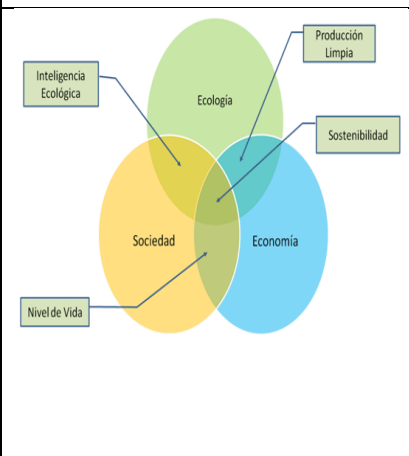 Producción
Limpia
Inteligencia
Ecológica
Ecología
Sostenibilidad
Sociedad
Economía
Nivel de Vida